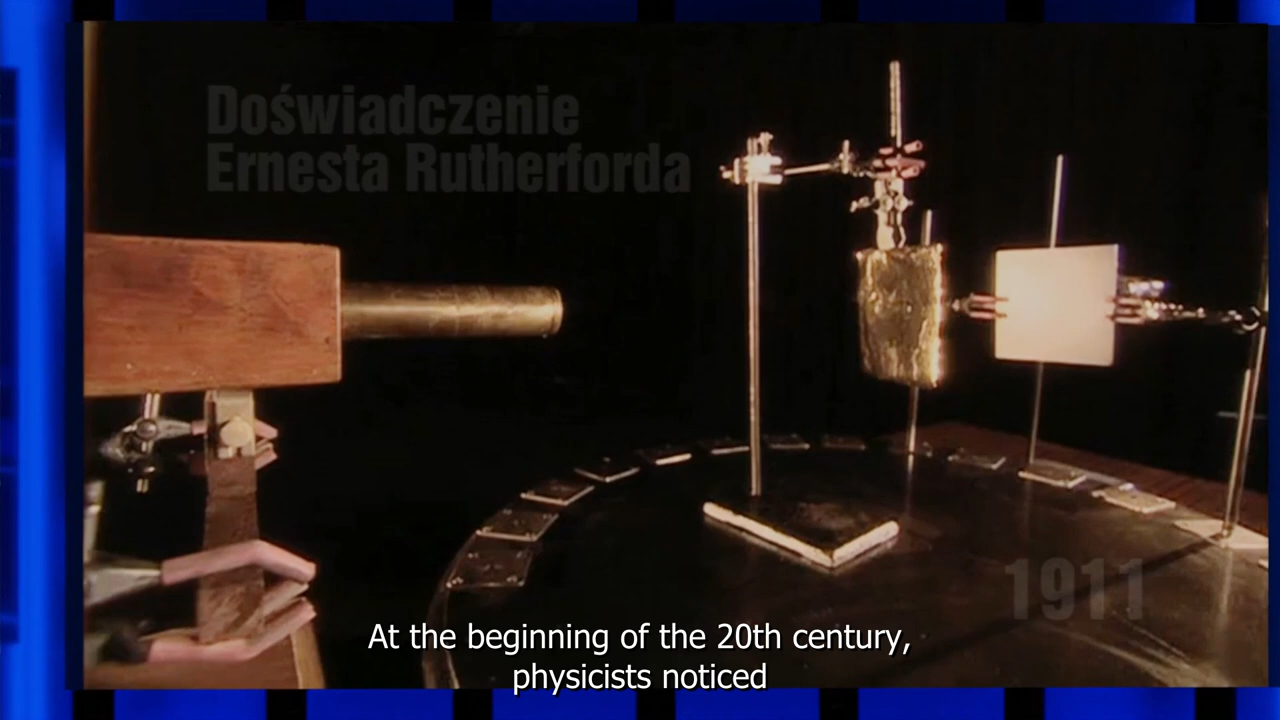 Doświadczenie
Ernesta Rutherforda
1911
At the beginning of the 20th century,
physicists noticed